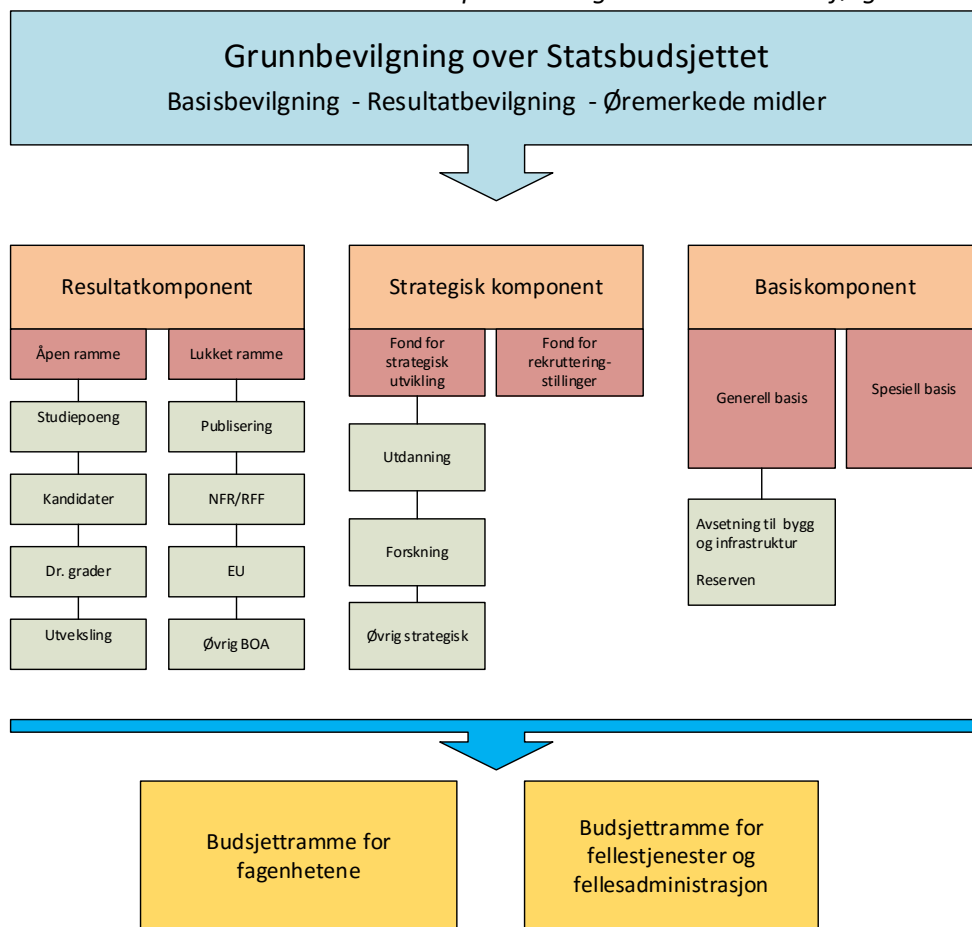 Grunnbevilgning over Statsbudsjettet
Basisbevilgning - Resultatbevilgning - Øremerkede midler
Resultatkomponent
Åpen ramme
Lukket ramme
Studiepoeng
Publisering
Kandidater
NFR/RFF
Dr. grader
EU
Utveksling
Øvrig BOA
Strategisk komponent
Fond for
strategisk
utvikling
Fond for
rekruttering-
stillinger
Utdanning
Forskning
Øvrig strategisk
Basiskomponent
Generell basis
Spesiell basis
Avsetning til bygg
og infrastruktur
Reserven
Budsjettramme for
fagenhetene
Budsjettramme for
fellestjenester og
fellesadministrasjon